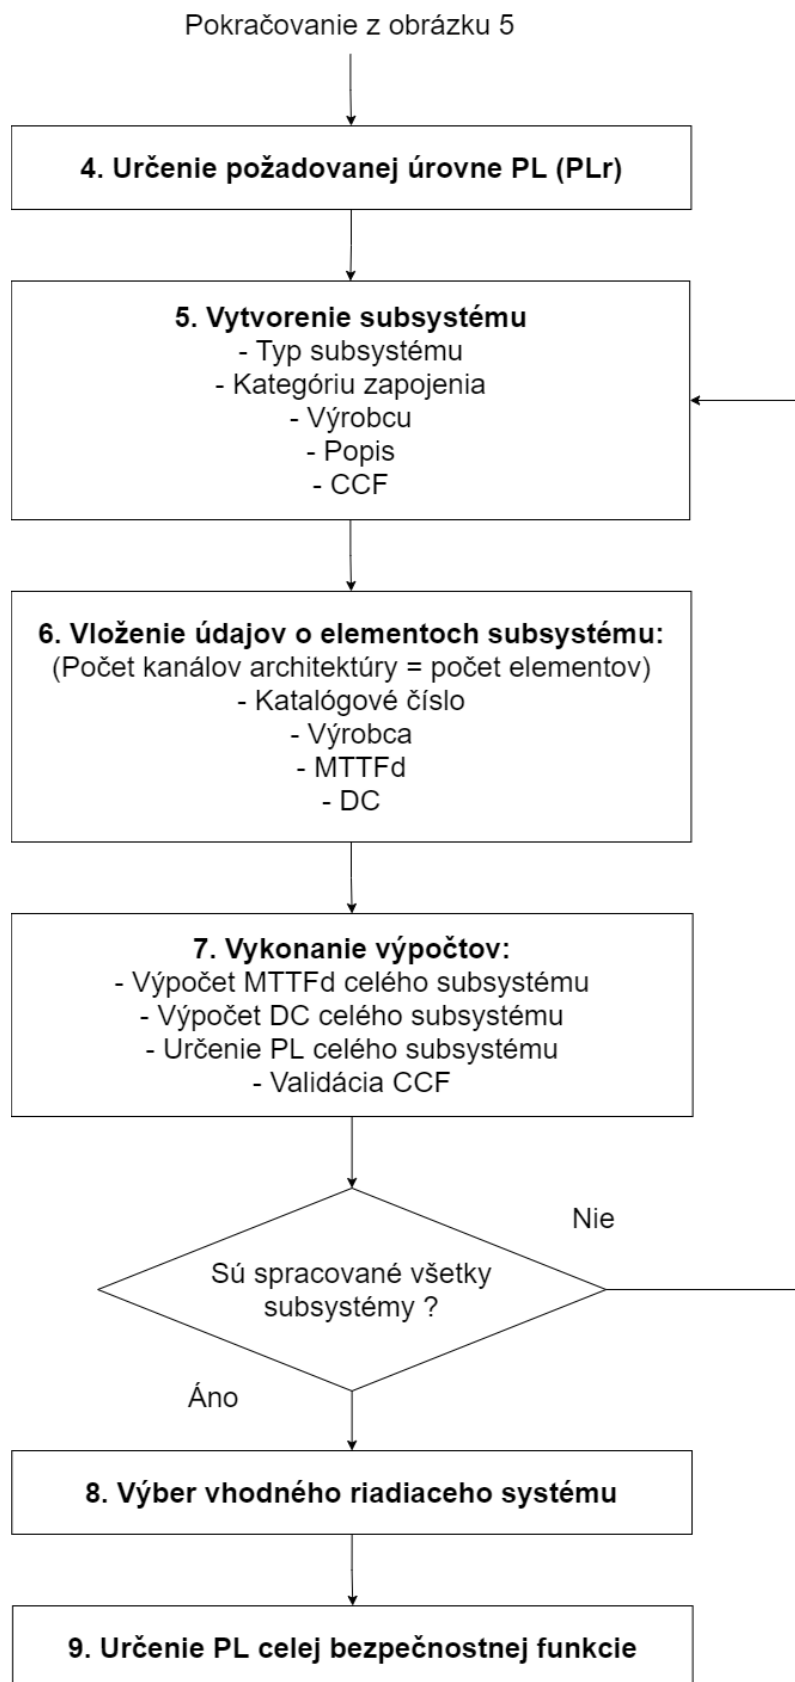 Pokračovanie z obrázku 5
4. Určenie požadovanej úrovne PL (PLr)
5. Vytvorenie subsystému
- Typ subsystému
- Kategóriu zapojenia
- Výrobcu
- Popis
- CCF
6. Vloženie údajov o elementoch subsystému:
(Počet kanálov architektúry = počet elementov)
- Katalógové číslo
- Výrobca
- MTTFd
- DC
7. Vykonanie výpočtov:
- Výpočet MTTFd celého subsystému
- Výpočet DC celého subsystému
- Určenie PL celého subsystému
- Validácia CCF
Nie
Sú spracované všetky
subsystémy ?
Áno
8. Výber vhodného riadiaceho systému
9. Určenie PL celej bezpečnostnej funkcie